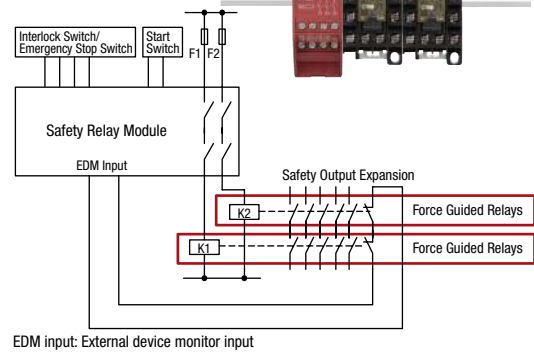 Interlock Switch/
Emergency Stop Switch
Start
Switch
F1 F2
Safety Relay Module
EDM Input
Safety Output Expansion
K2
Force Guided Relays
K1
Force Guided Relays
EDM input: External device monitor input